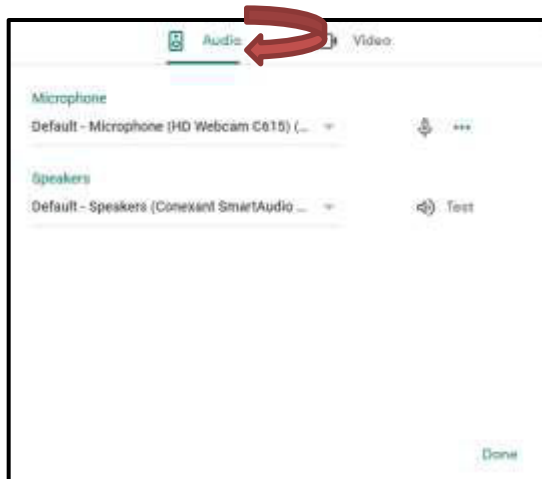 Audio Video
Microphone
Default - Microphone (HD Webcam C615) (...
Speakers
Default - Speakers (Conexant SmartAudio ... Test
Done